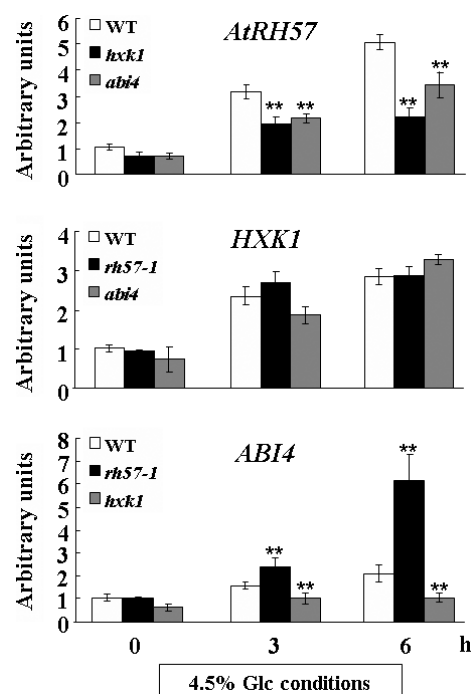 Arbitrary units
6
5
4
3
2
1
0
WT
hxk1
abi4
AtRH57
** **
** **
Arbitrary units
4
3
2
1
0
WT
rh57-1
abi4
HXK1
Arbitrary units
8
7
6
5
4
3
2
1
0
WT
rh57-1
hxk1
ABI4
** **
** **
0 3 6 h
4.5% Glc conditions